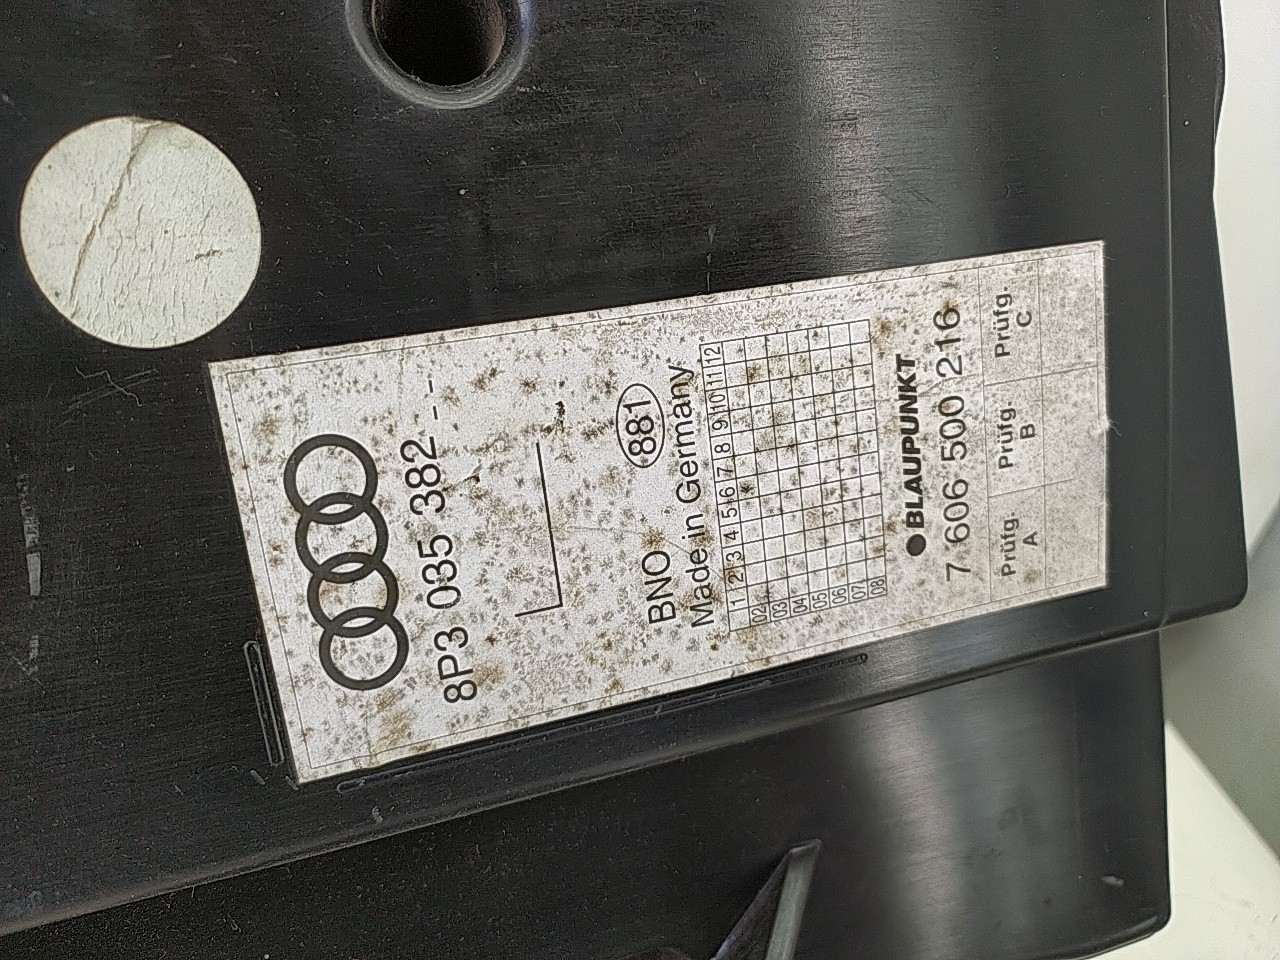 8P3 035 382 - -
BNO 881
Made in Germany
1 2 3 4 5 6 7 8 9 10 11 12
02
03
04
05
06
07
08
BLAUPUNKT
7 606 500 216
Prüfg. A Prüfg. B Prüfg. C